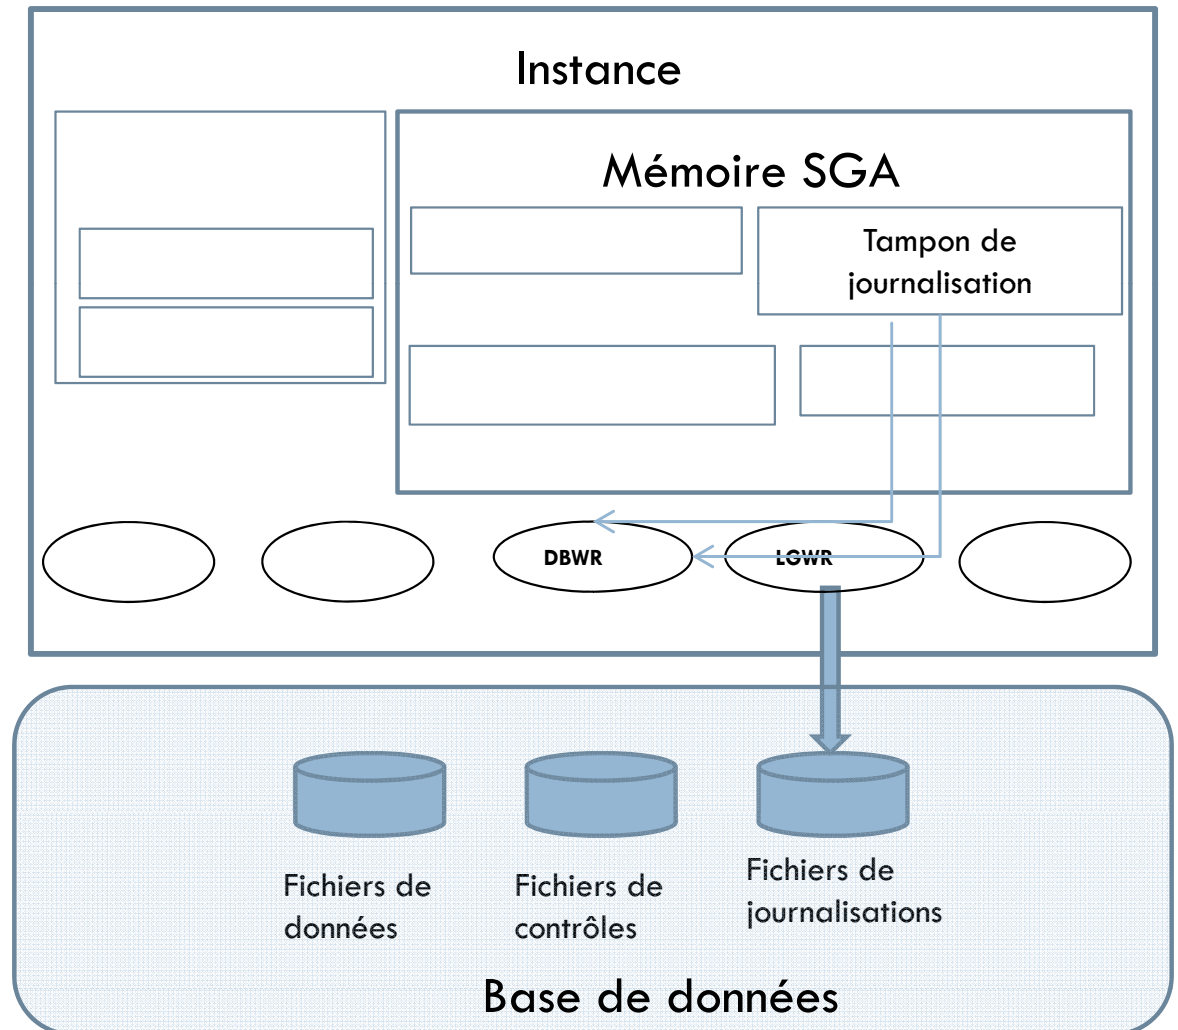 Instance
Mémoire SGA
Tampon de
journalisation
DBWR
LGWR
Fichiers de
données
Fichiers de
contrôles
Fichiers de
journalisations
Base de données